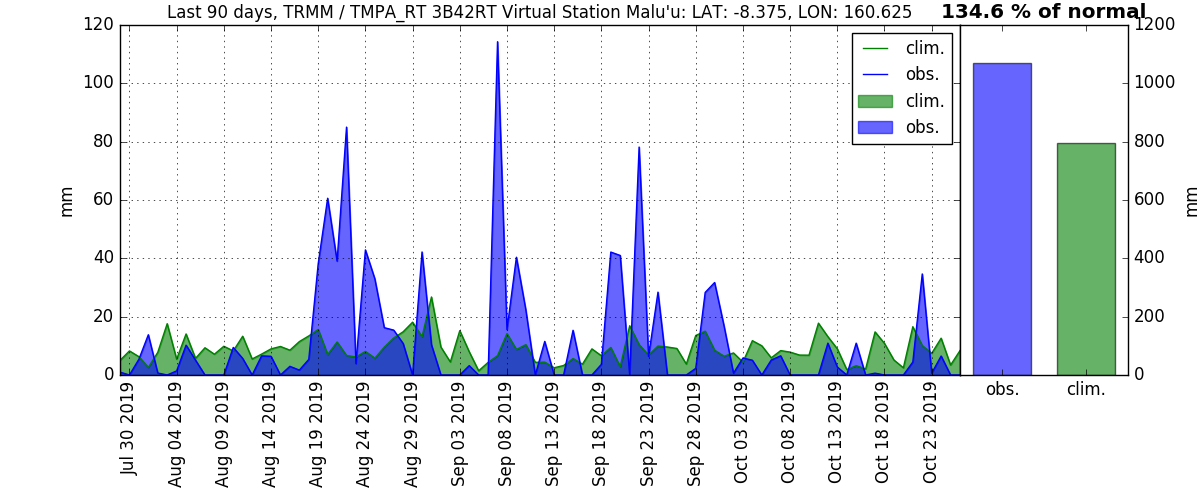 Last 90 days, TRMM / TMPA_RT 3B42RT Virtual Station Malu'u: LAT: -8.375, LON: 160.625
134.6 % of normal
120
100
80
60
40
20
0
mm
clim.
obs.
clim.
obs.
Jul 30 2019
Aug 04 2019
Aug 09 2019
Aug 14 2019
Aug 19 2019
Aug 24 2019
Aug 29 2019
Sep 03 2019
Sep 08 2019
Sep 13 2019
Sep 18 2019
Sep 23 2019
Sep 28 2019
Oct 03 2019
Oct 08 2019
Oct 13 2019
Oct 18 2019
Oct 23 2019
1200
1000
800
600
400
200
0
mm
obs.
clim.